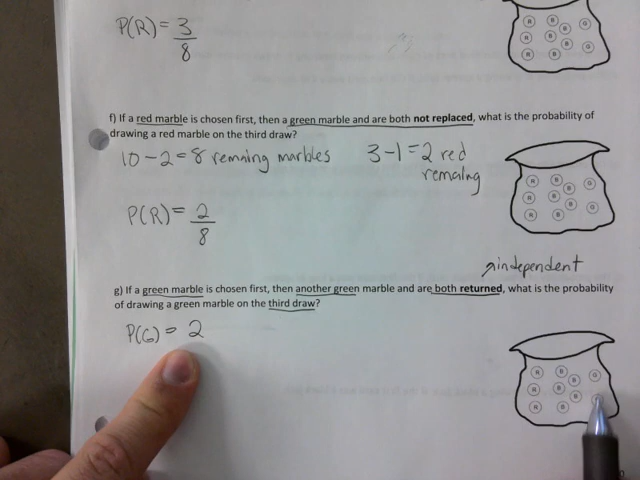 P(R) = 3
8
f) If a red marble is chosen first, then a green marble and are both not replaced, what is the probability of
drawing a red marble on the third draw?
10 - 2 = 8 remning marbles
3 - 1 = 2 red
P(R) = 2
8
independent
g) If a green marble is chosen first, then another green marble and are both returned, what is the probability
of drawing a green marble on the third draw?
P(G) = 2